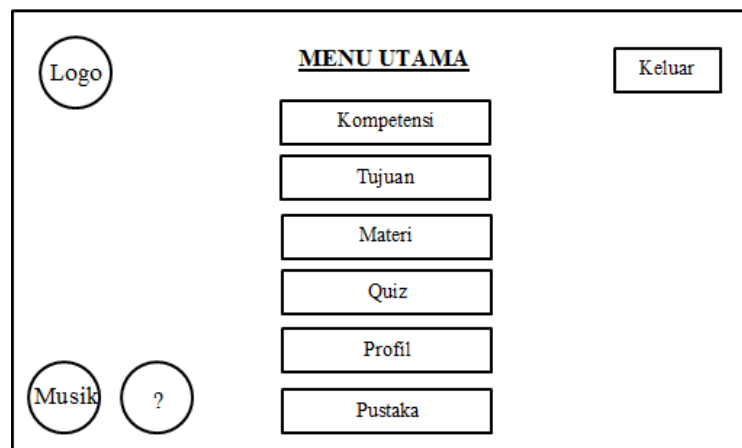 Logo
MENU UTAMA
Keluar
Kompetensi
Tujuan
Materi
Quiz
Profil
Pustaka
Musik
?